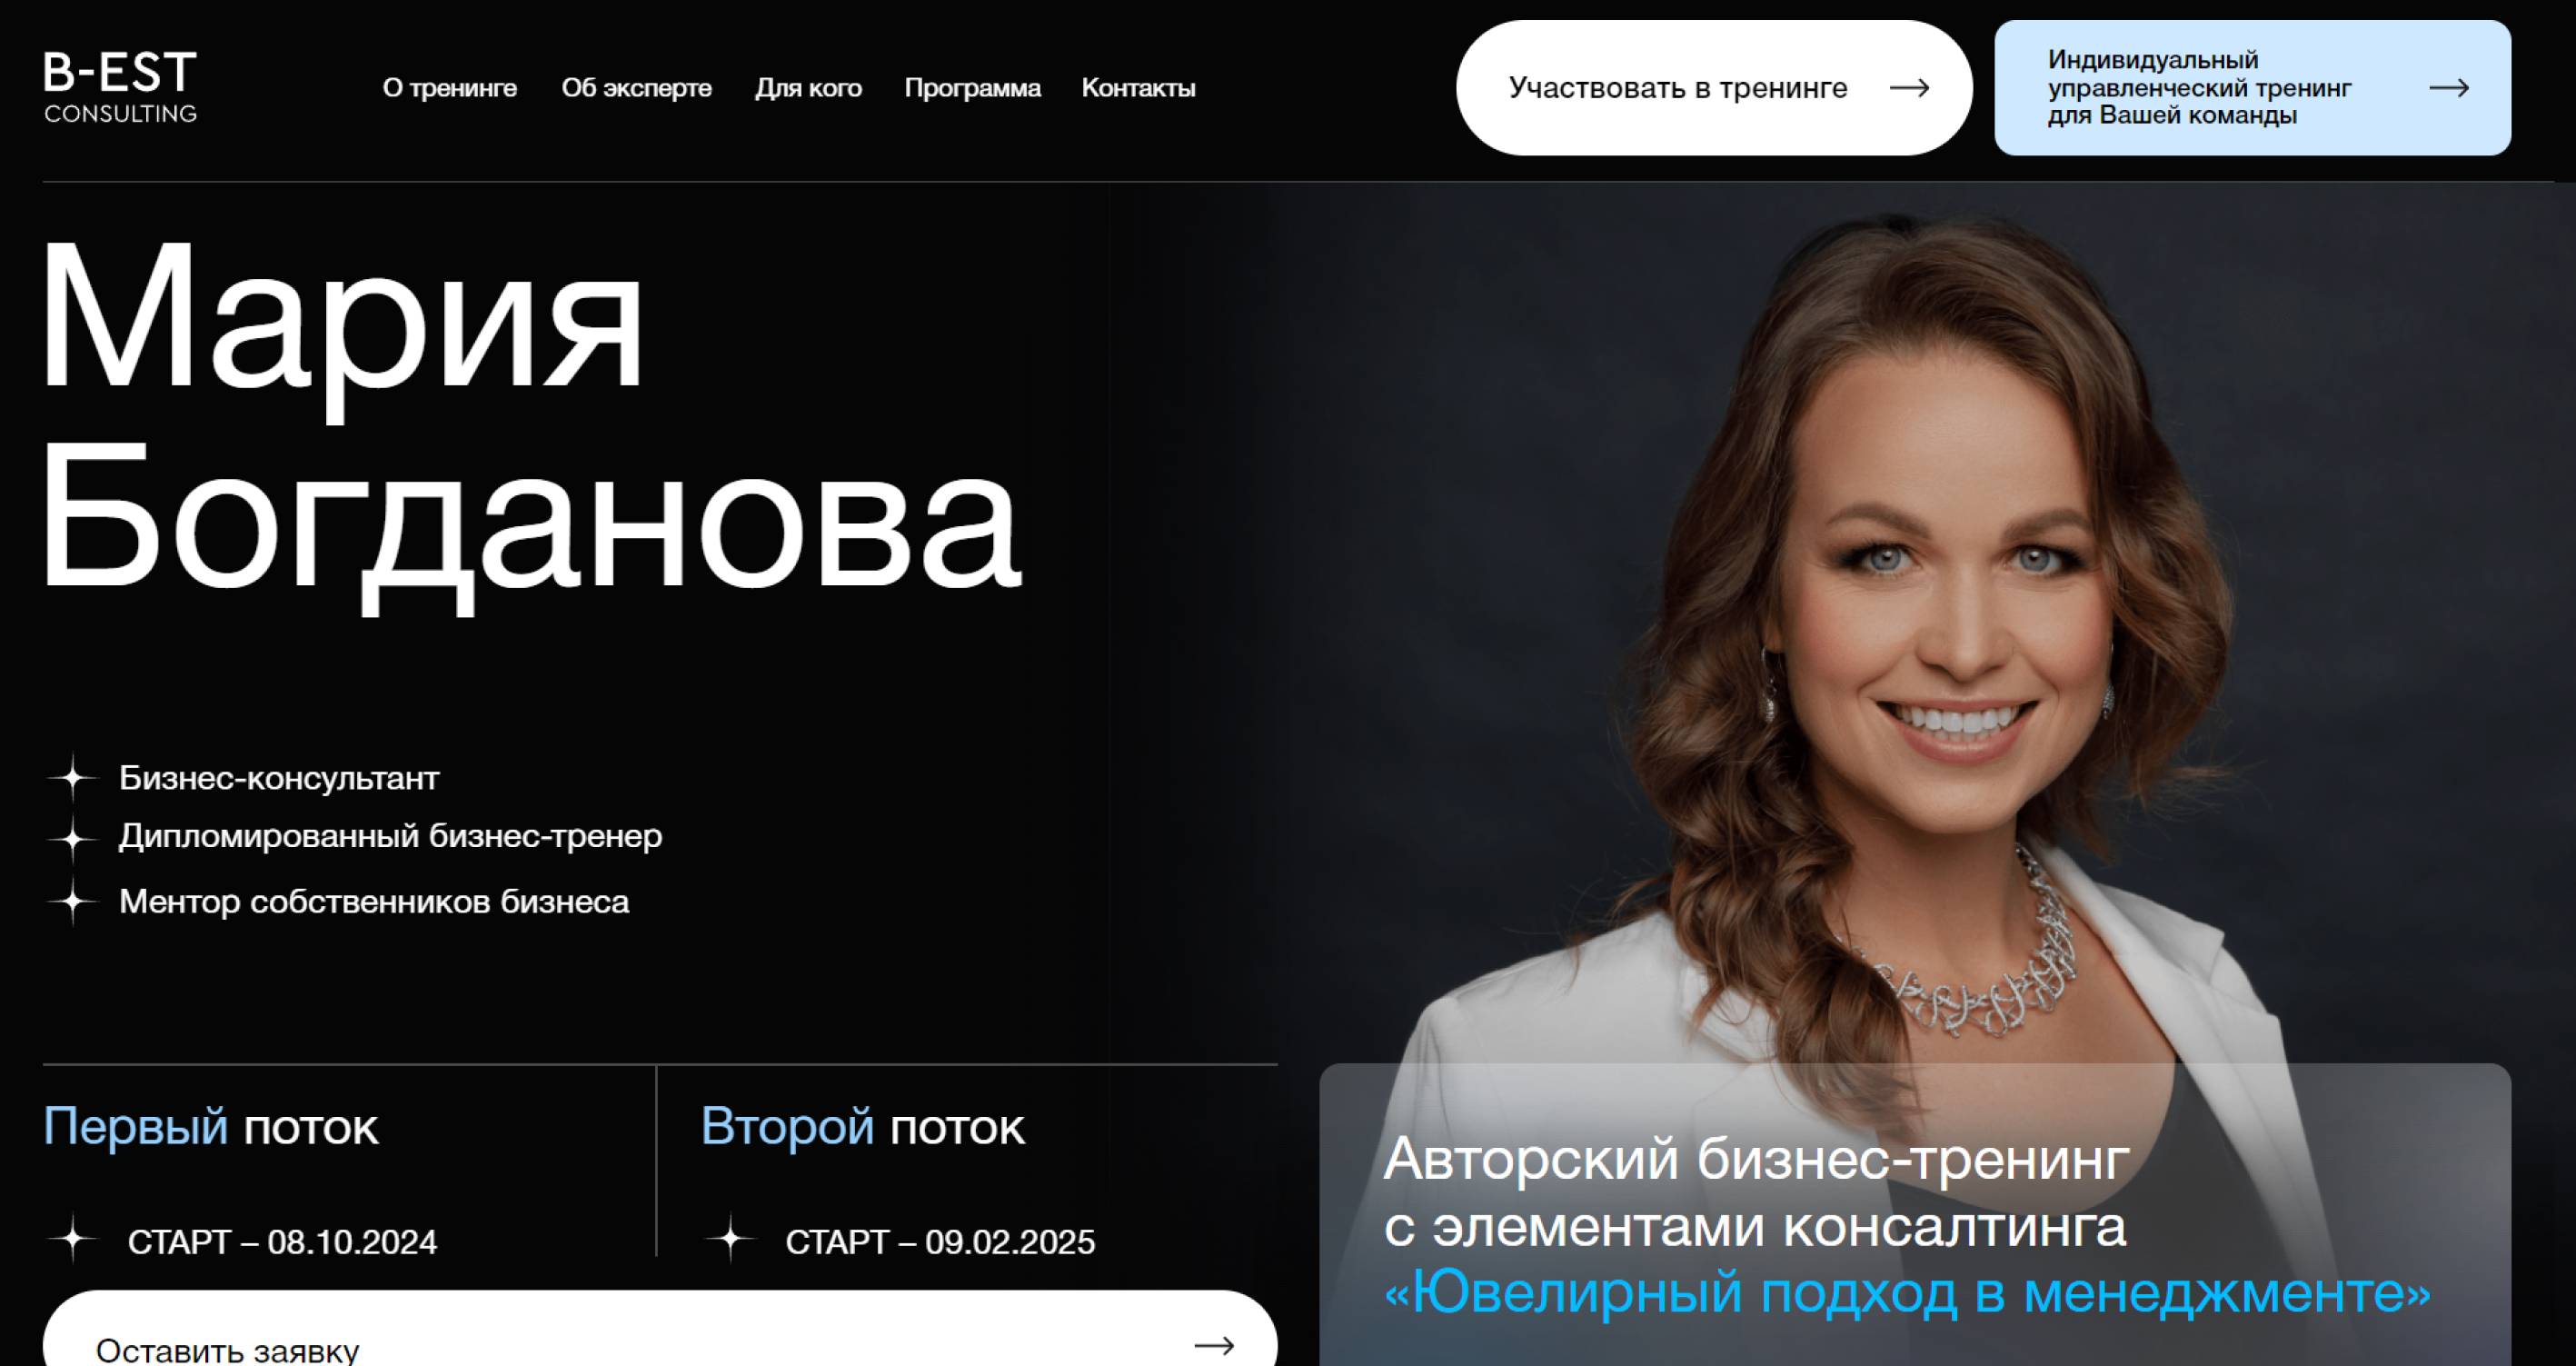 B-EST
CONSULTING
О тренинге
Об эксперте
Для кого
Программа
Контакты
Участвовать в тренинге
Индивидуальный
управленческий тренинг
для Вашей команды
Мария
Богданова
Бизнес-консультант
Дипломированный бизнес-тренер
Ментор собственников бизнеса
Первый поток
СТАРТ – 08.10.2024
Второй поток
СТАРТ – 09.02.2025
Оставить заявку
Авторский бизнес-тренинг
с элементами консалтинга
«Ювелирный подход в менеджменте»